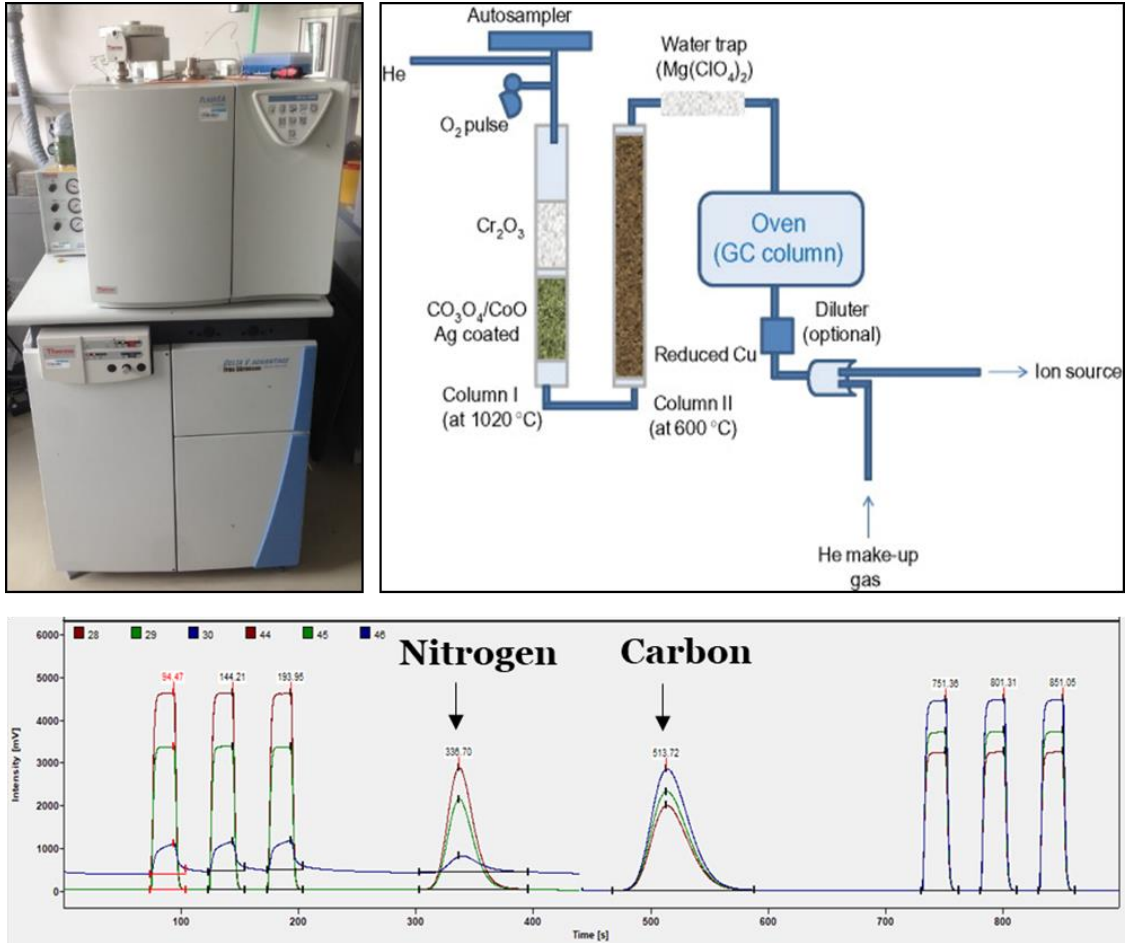 Thermo
Thermo
DELTA V ADVANTAGE
Autosampler
He
O₂ pulse
Cr₂O₃
CO₃O₄/CoO
Ag coated
Column I
(at 1020 °C)
Water trap
(Mg(ClO₄)₂)
Oven
(GC column)
Diluter
(optional)
Reduced Cu
Column II
(at 600 °C)
Ion source
He make-up
gas
28 29 30 44 45 46
Nitrogen Carbon
94.47 144.21 193.95 336.70 513.72 751.36 801.31 851.05
Intensity [mV]
6000
5000
4000
3000
2000
1000
0
100 200 300 400 500 600 700 800
Time [s]